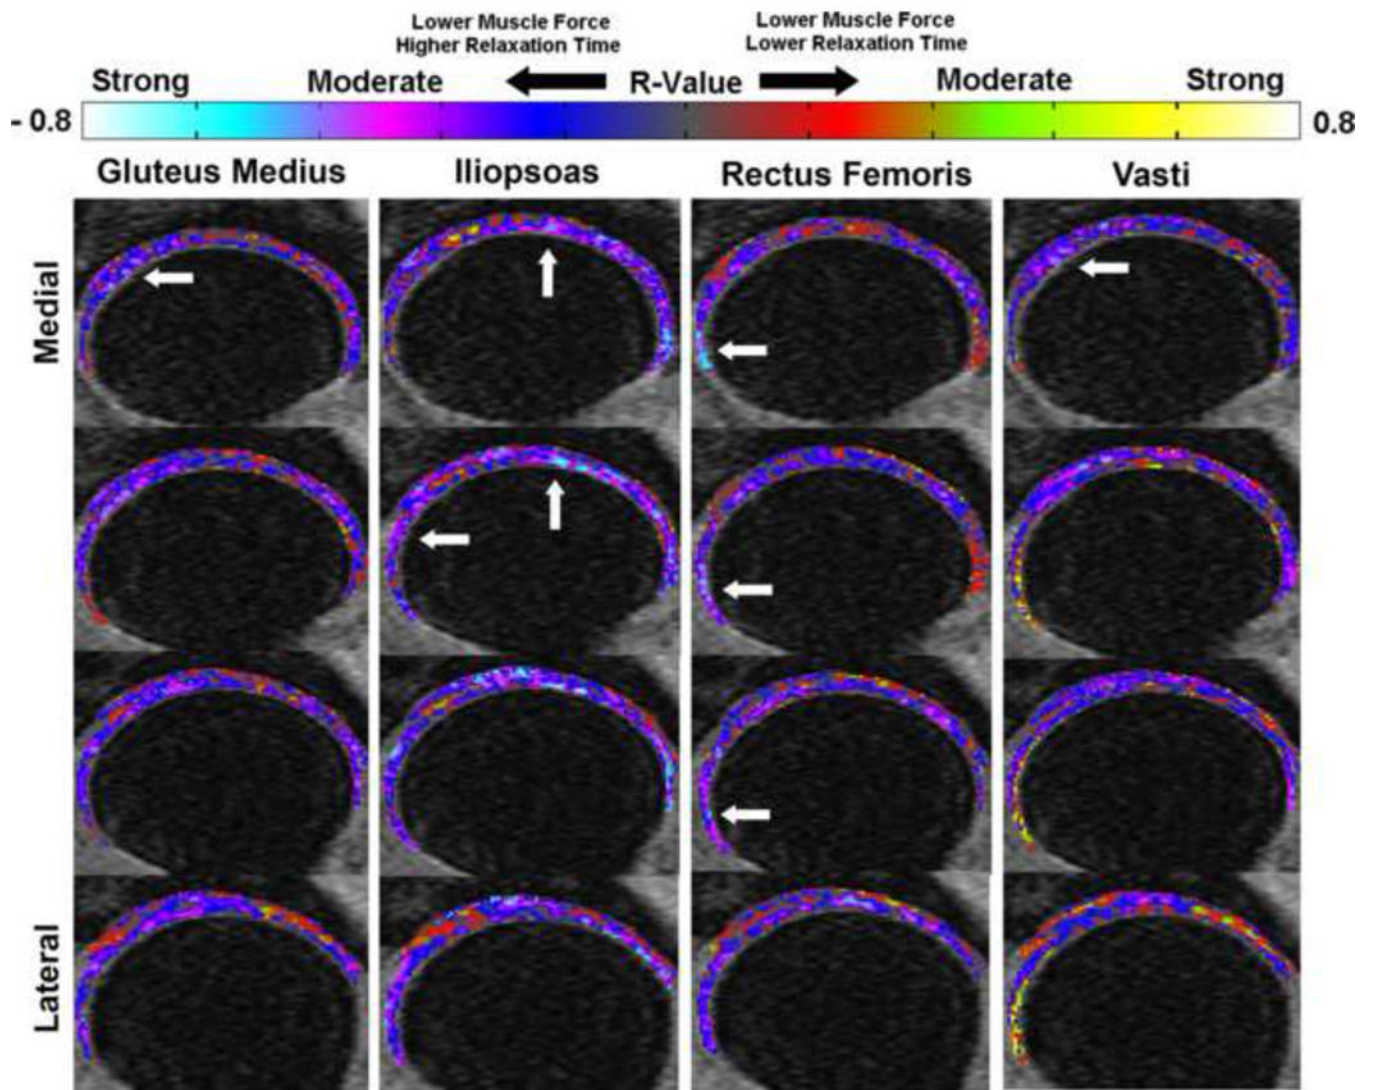 Lower Muscle Force
Higher Relaxation Time
Lower Muscle Force
Lower Relaxation Time
Strong Moderate R-Value Moderate Strong
- 0.8 0.8
Gluteus Medius Iliopsoas Rectus Femoris Vasti
Medial
Lateral